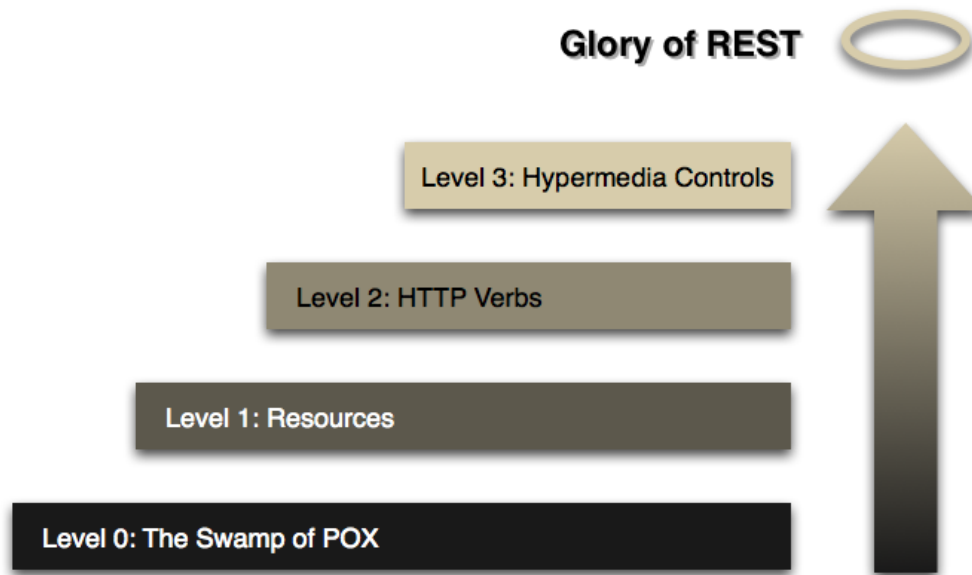 Glory of REST
Level 3: Hypermedia Controls
Level 2: HTTP Verbs
Level 1: Resources
Level 0: The Swamp of POX